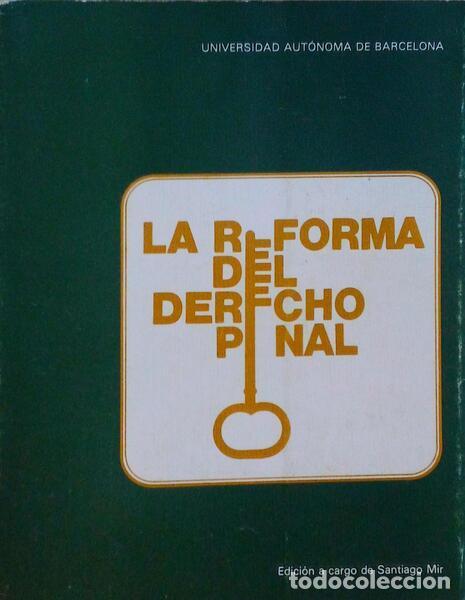 UNIVERSIDAD AUTÓNOMA DE BARCELONA
LA REFORMA
DEL
DERECHO
PENAL
Edición a cargo de Santiago Mir
todocoleccion